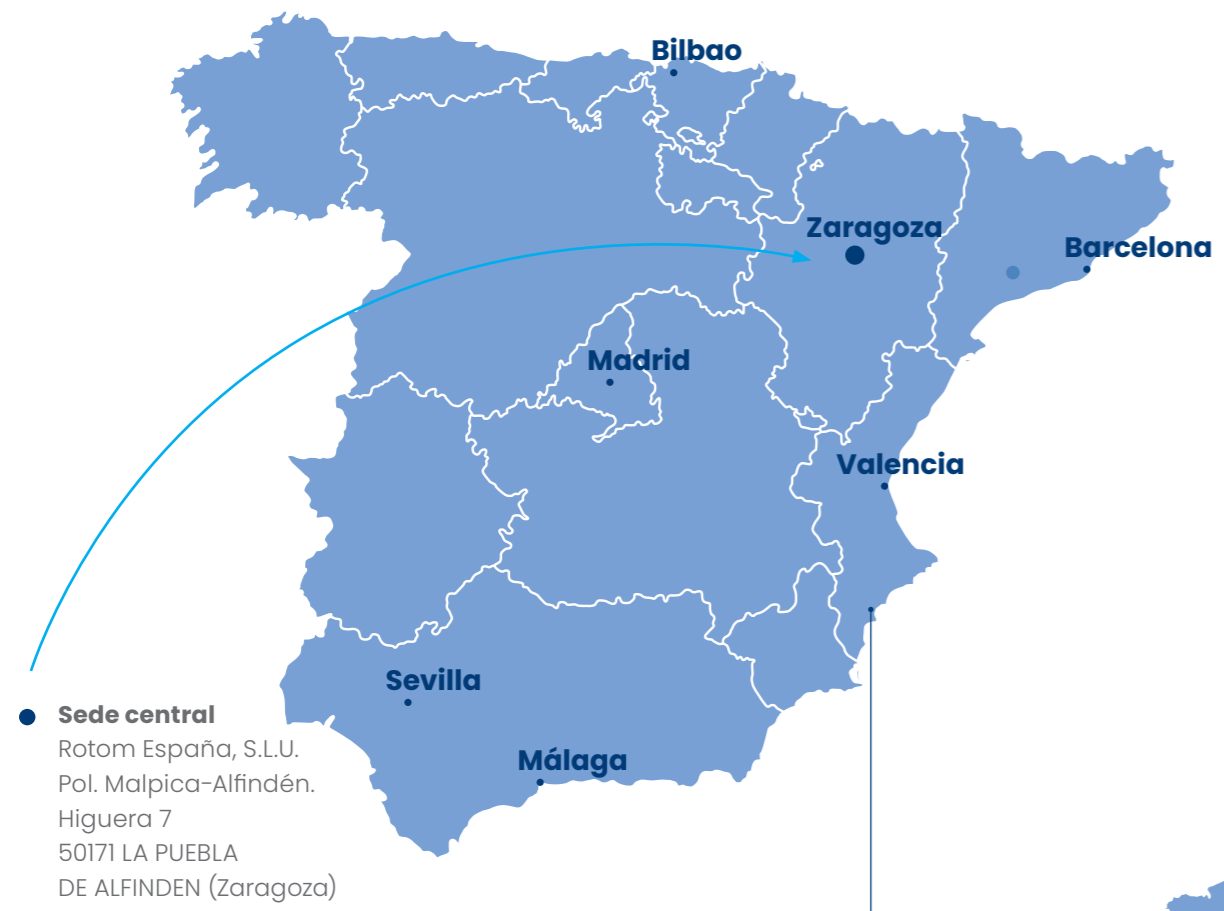 Bilbao
Zaragoza
Barcelona
Madrid
Valencia
Sevilla
Málaga
Sede central
Rotom España, S.L.U.
Pol. Malpica-Alfindén.
Higuera 7
50171 LA PUEBLA
DE ALFINDEN (Zaragoza)